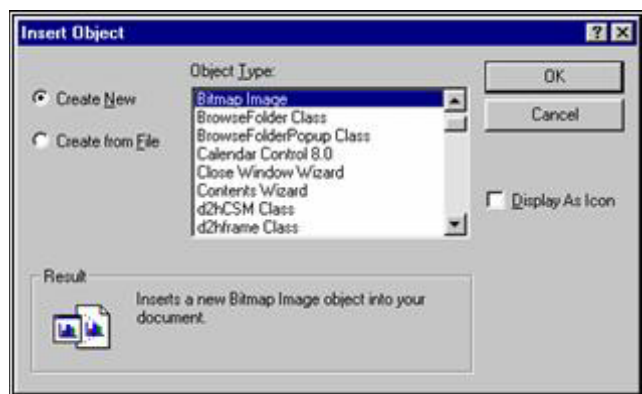 Insert Object
Object Type:
Create New
Create from File
Bitmap Image
BrowseFolder Class
BrowseFolderPopup Class
Calendar Control 8.0
Close Window Wizard
Contents Wizard
d2hCSM Class
d2hframe Class
OK
Cancel
Display As Icon
Result
Inserts a new Bitmap Image object into your
document.